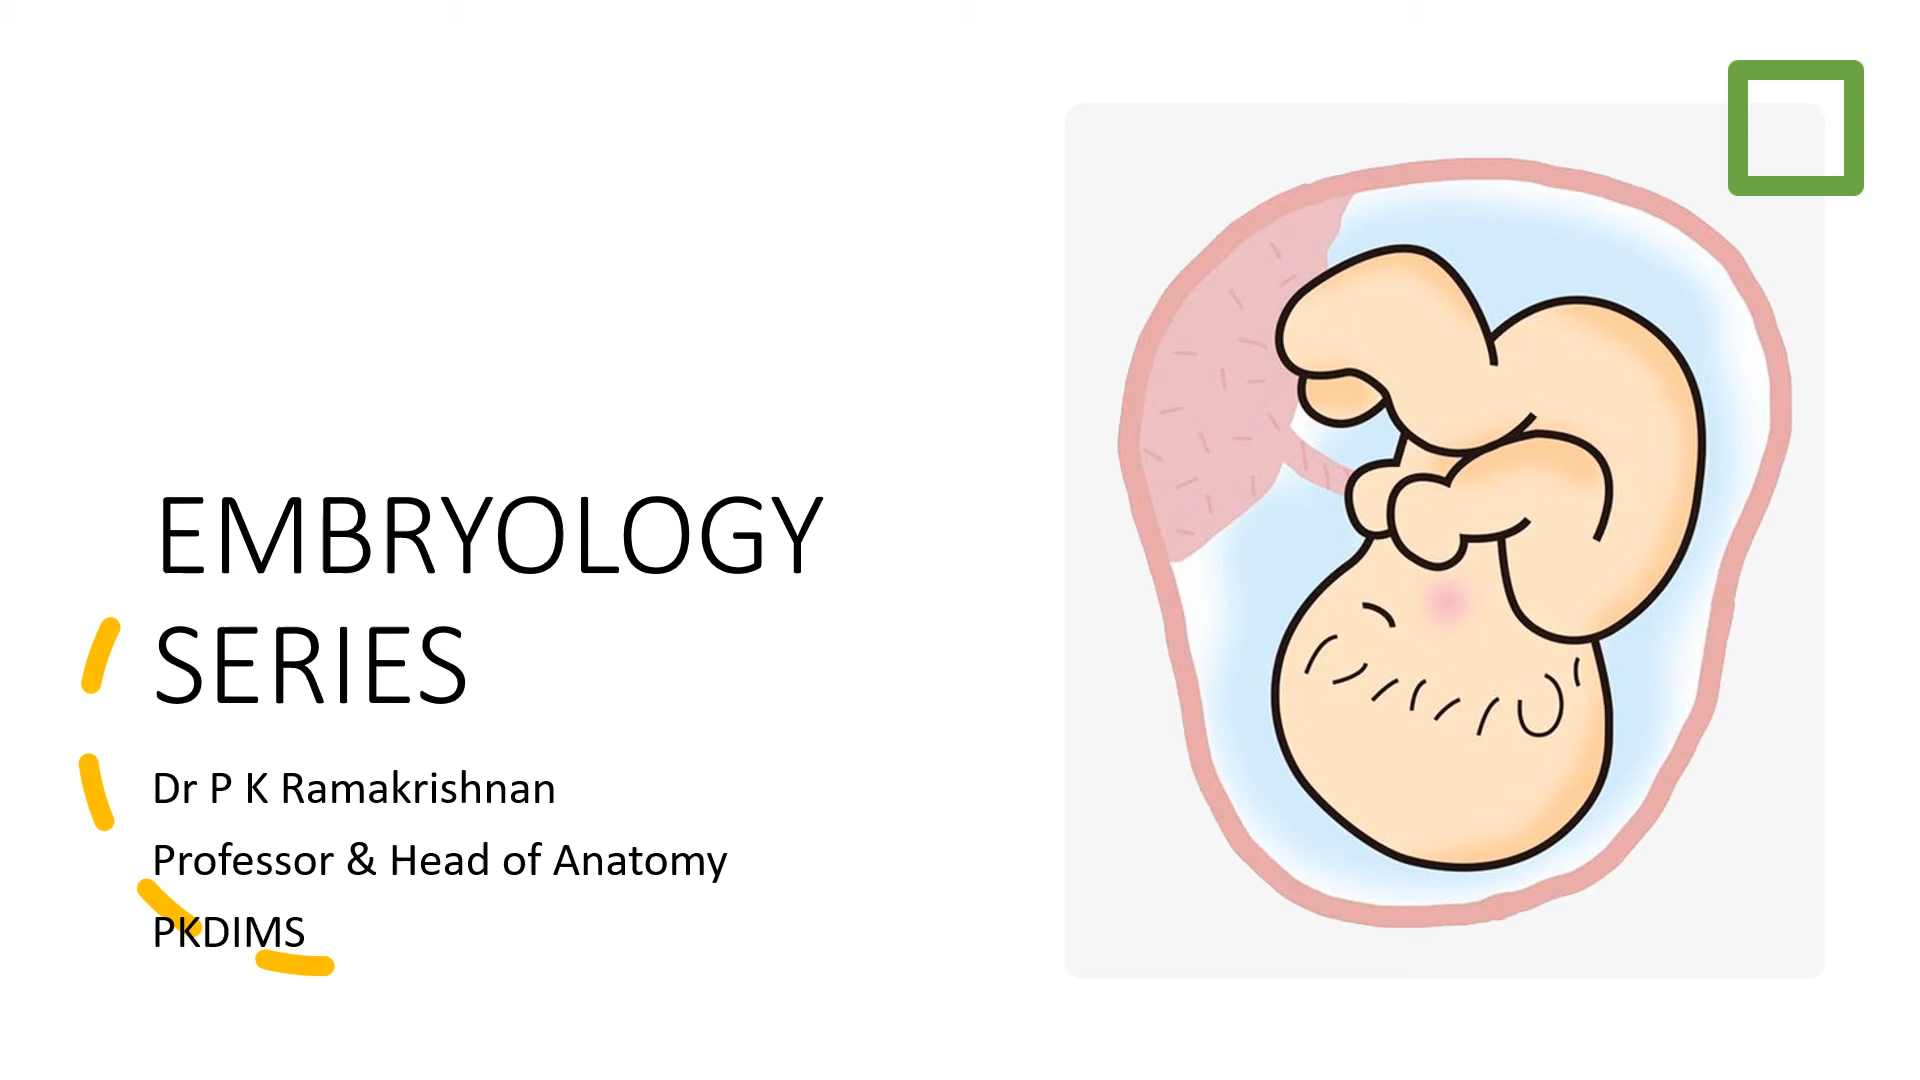 EMBRYOLOGY
SERIES
Dr P K Ramakrishnan
Professor & Head of Anatomy
PKDIMS